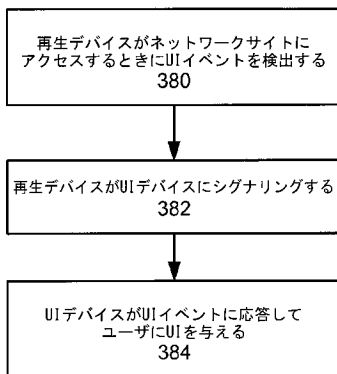 再生デバイスがネットワークサイトに
アクセスするときにUIイベントを検出する
380
再生デバイスがUIデバイスにシグナリングする
382
UIデバイスがUIイベントに応答して
ユーザにUIを与える
384